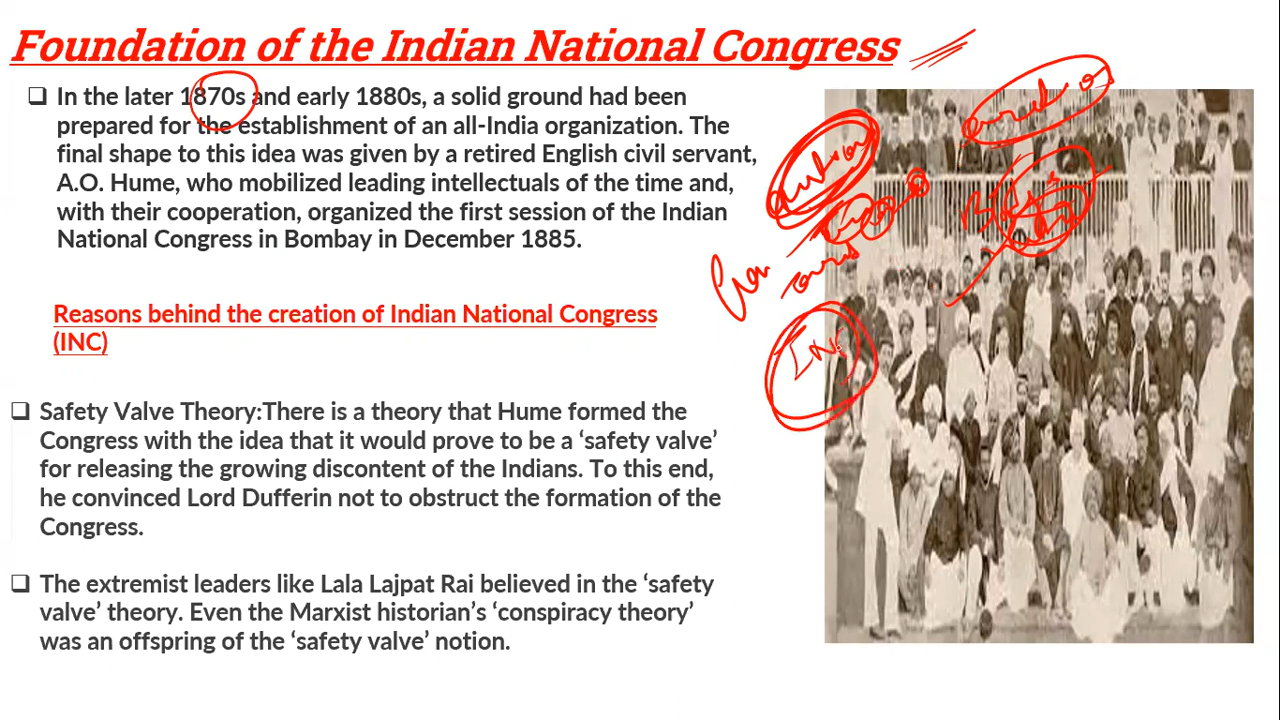 Foundation of the Indian National Congress
❑ In the later 1870s and early 1880s, a solid ground had been
prepared for the establishment of an all-India organization. The
final shape to this idea was given by a retired English civil servant,
A.O. Hume, who mobilized leading intellectuals of the time and,
with their cooperation, organized the first session of the Indian
National Congress in Bombay in December 1885.
Reasons behind the creation of Indian National Congress
(INC)
❑ Safety Valve Theory:There is a theory that Hume formed the
Congress with the idea that it would prove to be a ‘safety valve’
for releasing the growing discontent of the Indians. To this end,
he convinced Lord Dufferin not to obstruct the formation of the
Congress.
❑ The extremist leaders like Lala Lajpat Rai believed in the ‘safety
valve’ theory. Even the Marxist historian’s ‘conspiracy theory’
was an offspring of the ‘safety valve’ notion.